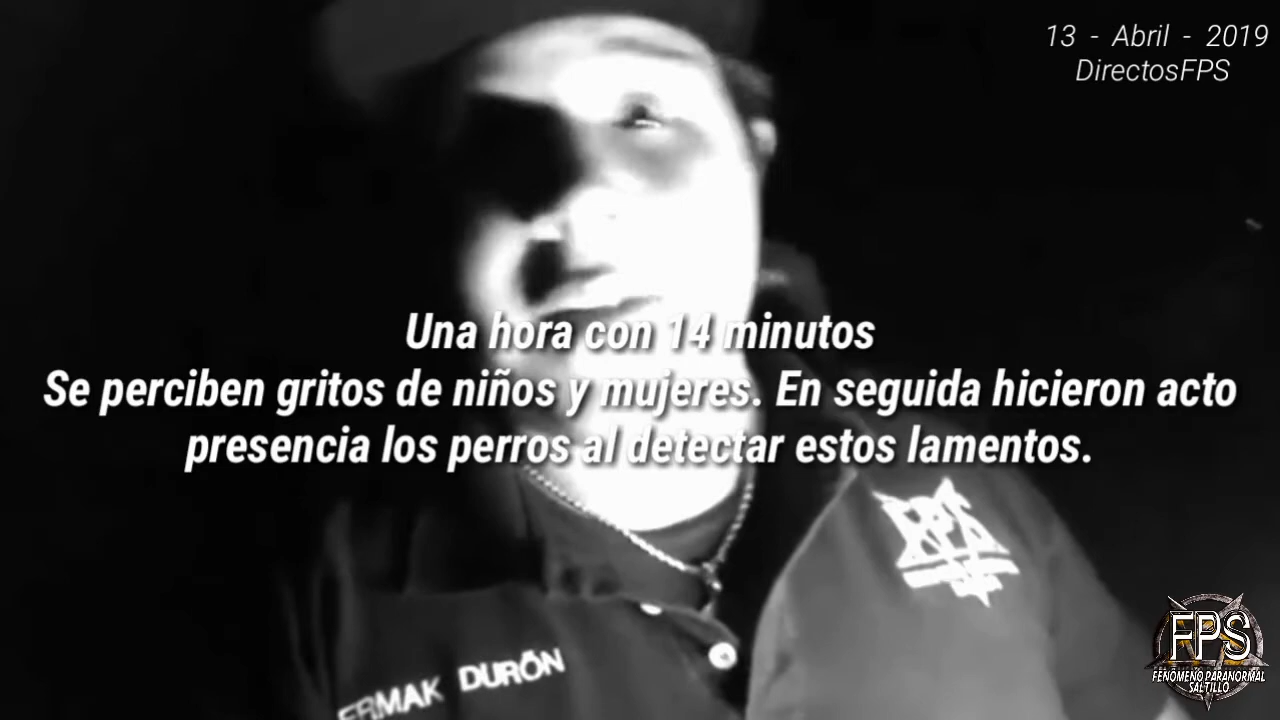 13 - Abril - 2019
DirectosFPS
Una hora con 14 minutos
Se perciben gritos de niños y mujeres. En seguida hicieron acto
presencia los perros al detectar estos lamentos.
FPS
ERMAK DURÓN
FPS
FENÓMENO PARANORMAL
SALTILLO